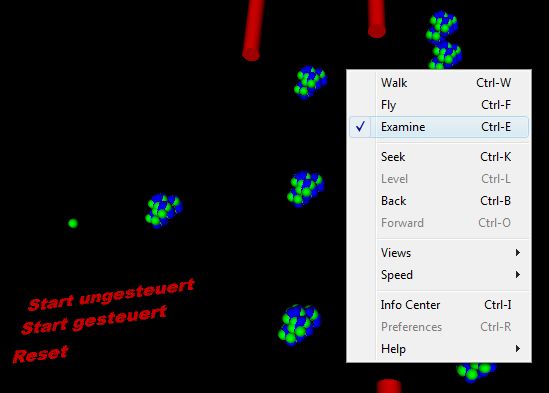 Walk Ctrl-W
Fly Ctrl-F
Examine Ctrl-E
Seek Ctrl-K
Level Ctrl-L
Back Ctrl-B
Forward Ctrl-O
Views
Speed
Info Center Ctrl-I
Preferences Ctrl-R
Help
Start ungesteuert
Start gesteuert
Reset